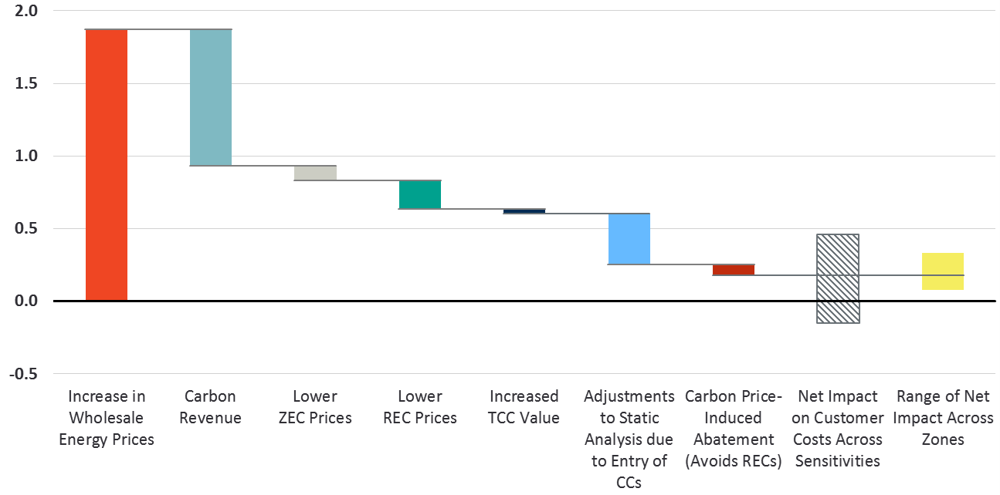 2.0
1.5
1.0
0.5
0.0
-0.5
Increase in
Wholesale
Energy Prices
Carbon
Revenue
Lower
ZEC Prices
Lower
REC Prices
Increased
TCC Value
Adjustments
to Static
Analysis due
to Entry of
CCs
Carbon Price-
Induced
Abatement
(Avoids RECs)
Net Impact
on Customer
Costs Across
Sensitivities
Range of Net
Impact Across
Zones